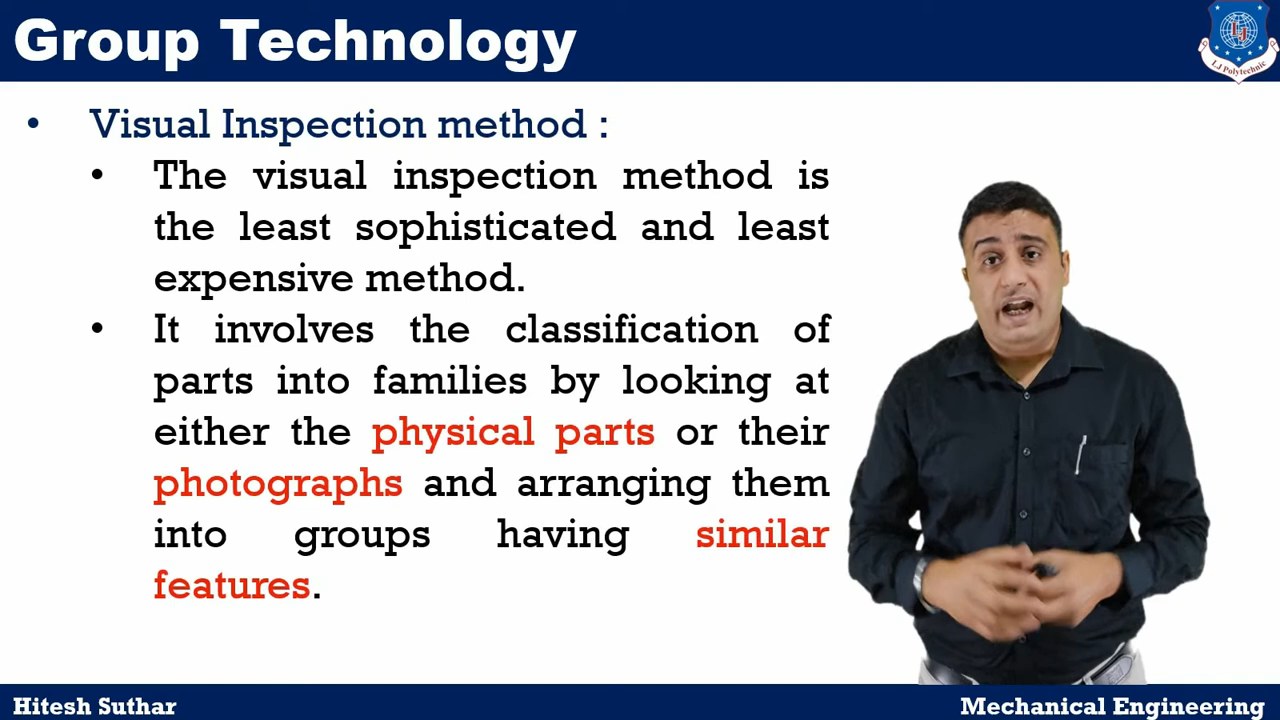 Group Technology
LJ Polytechnic
• Visual Inspection method :
• The visual inspection method is
the least sophisticated and least
expensive method.
• It involves the classification of
parts into families by looking at
either the physical parts or their
photographs and arranging them
into groups having similar
features.
Hitesh Suthar
Mechanical Engineering